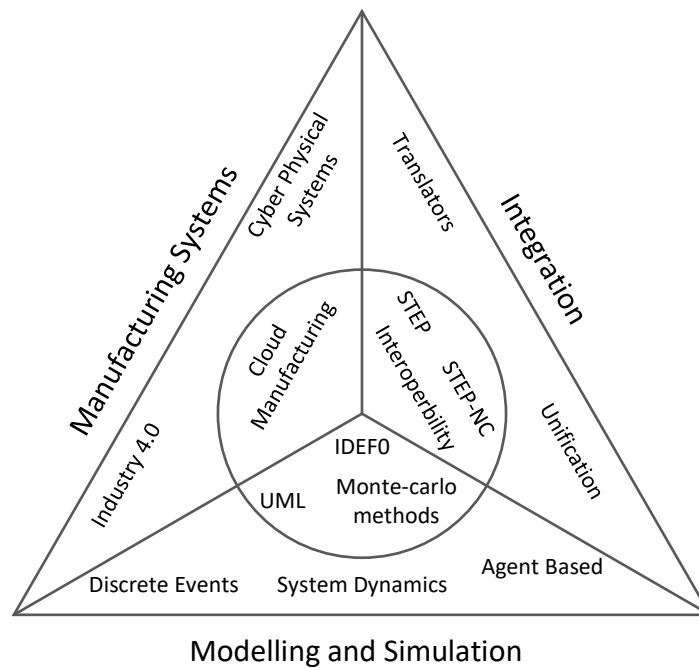 Manufacturing Systems
Cyber Physical
Systems
Industry 4.0
Cloud
Manufacturing
Integration
Translators
Unification
STEP
Interoperbility
STEP-NC
IDEF0
UML
Monte-carlo
methods
Discrete Events
System Dynamics
Agent Based
Modelling and Simulation